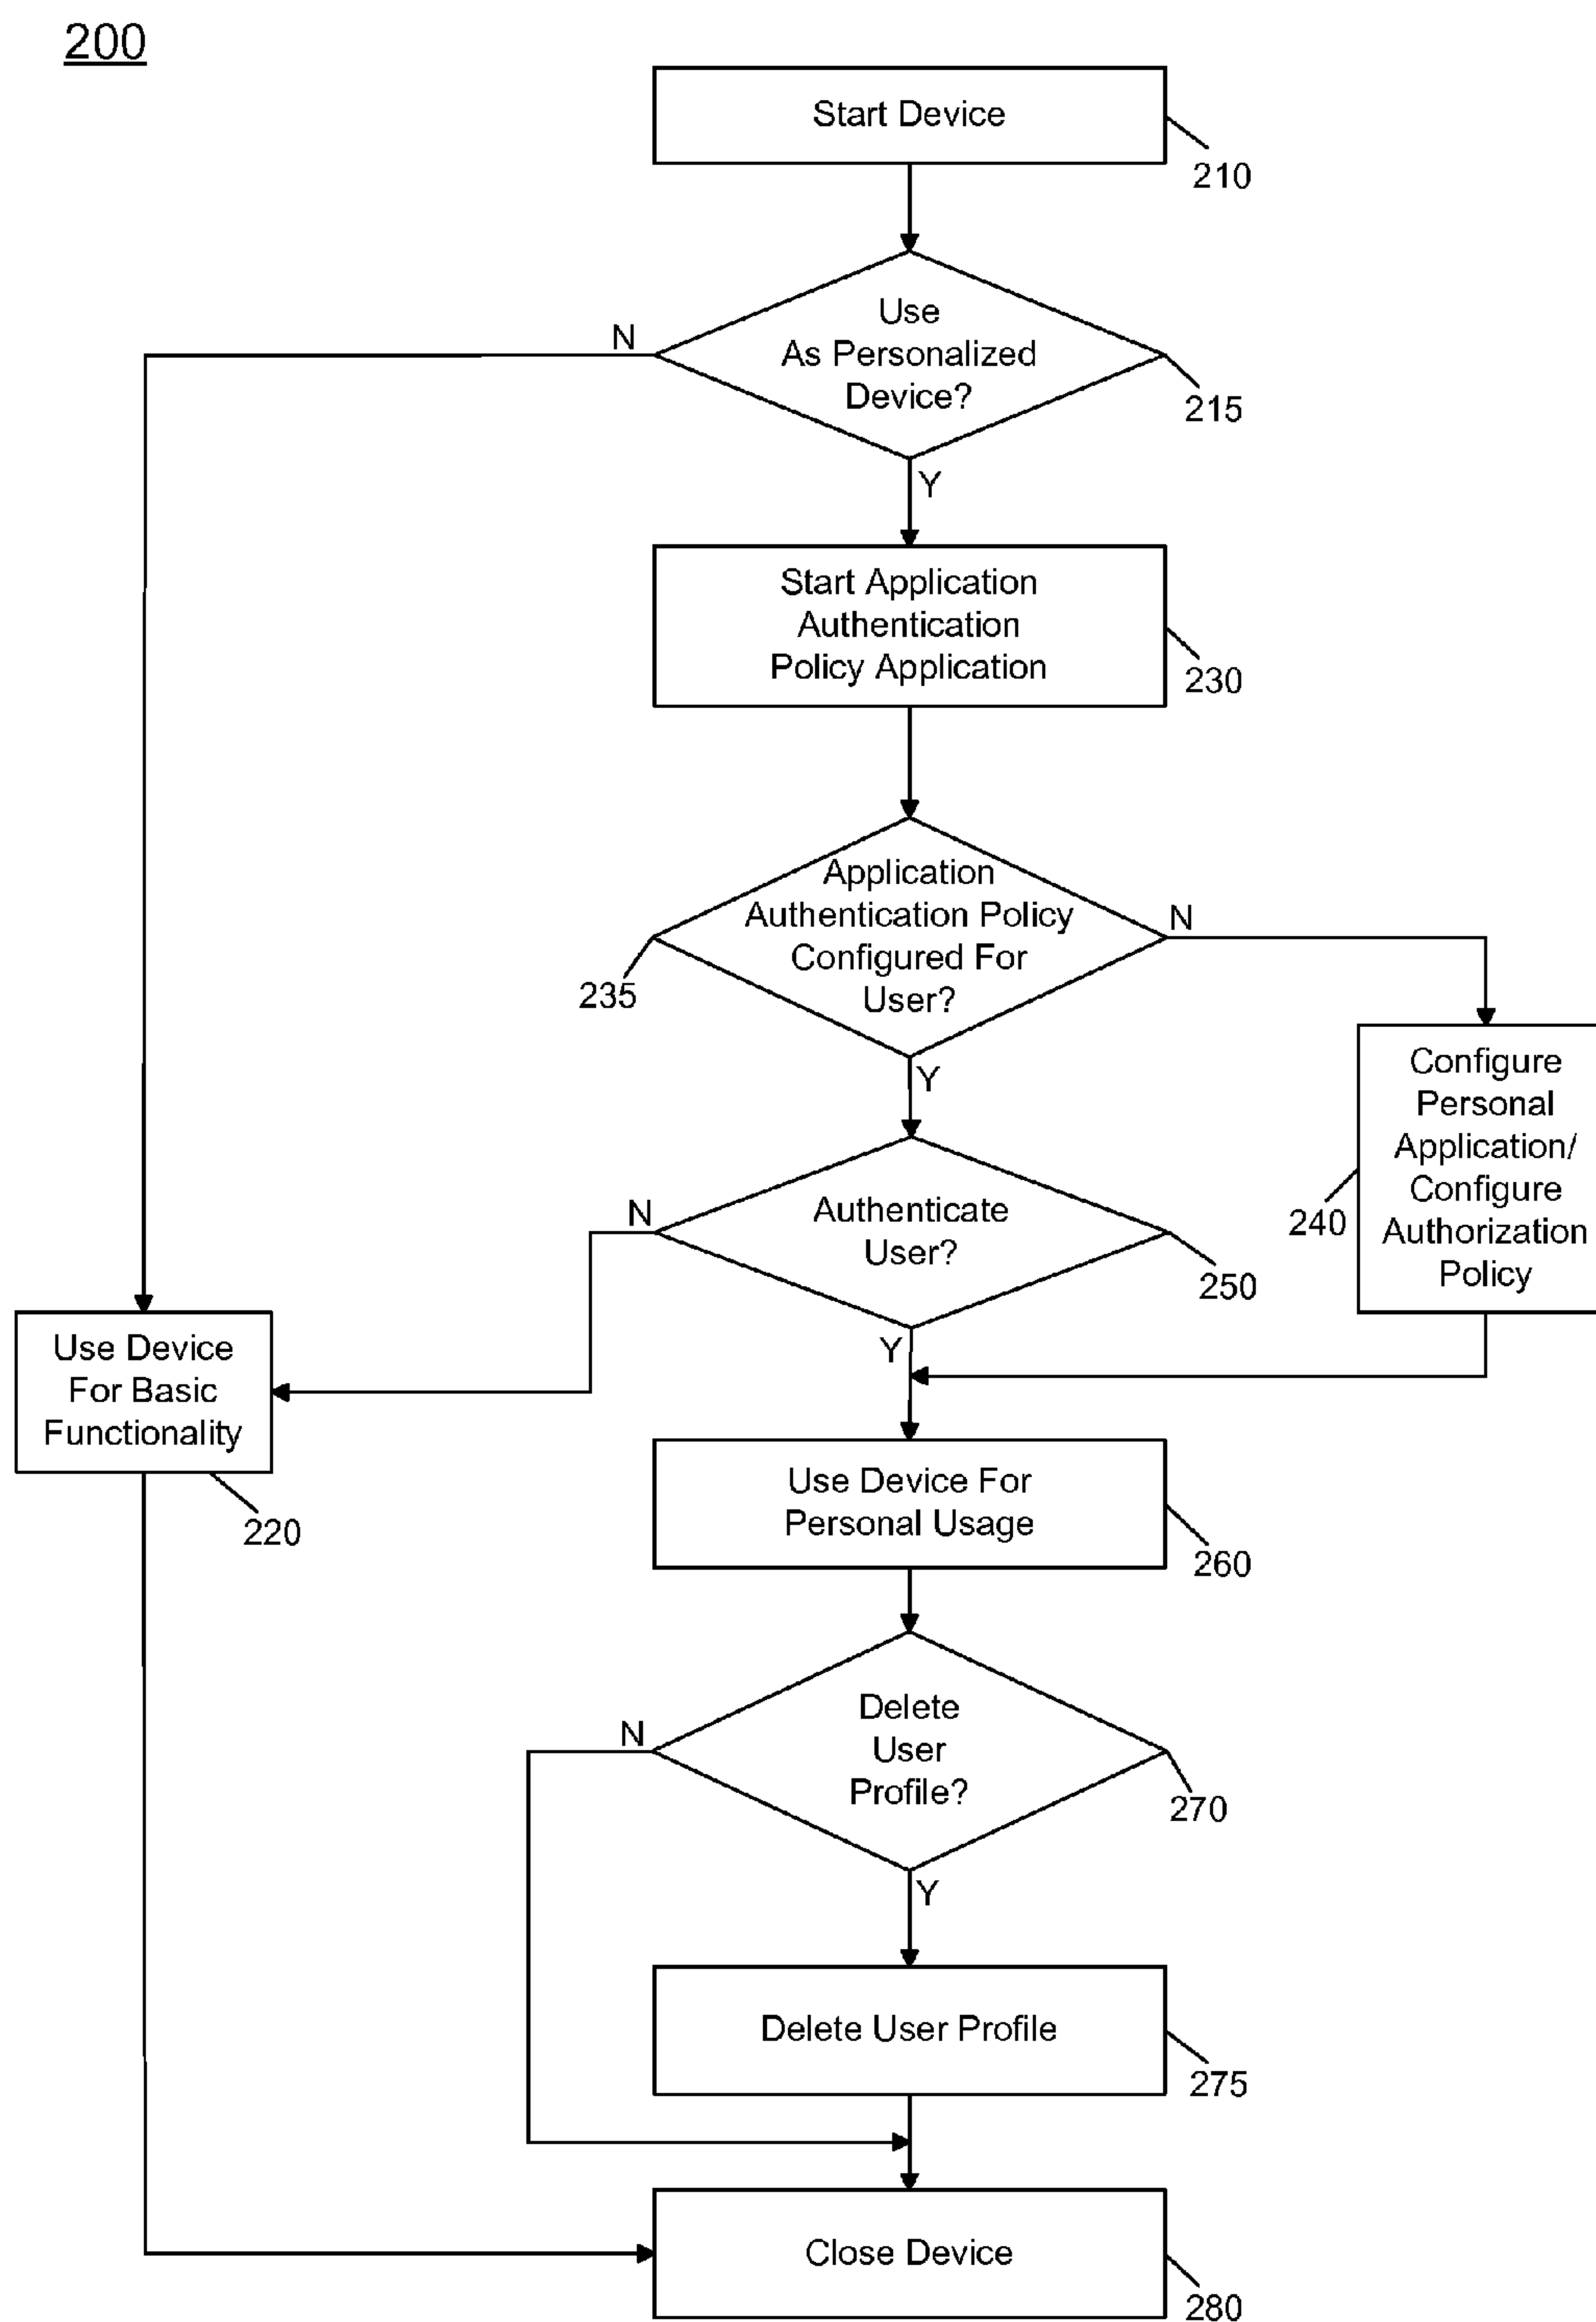 200
Start Device
210
Use
As Personalized
Device?
N
215
Y
Start Application
Authentication
Policy Application
230
Application
Authentication Policy
Configured For
User?
N
235
Y
Configure
Personal
Application/
Configure
Authorization
Policy
240
Authenticate
User?
N
250
Y
Use Device
For Basic
Functionality
220
Use Device For
Personal Usage
260
Delete
User
Profile?
N
270
Y
Delete User Profile
275
Close Device
280